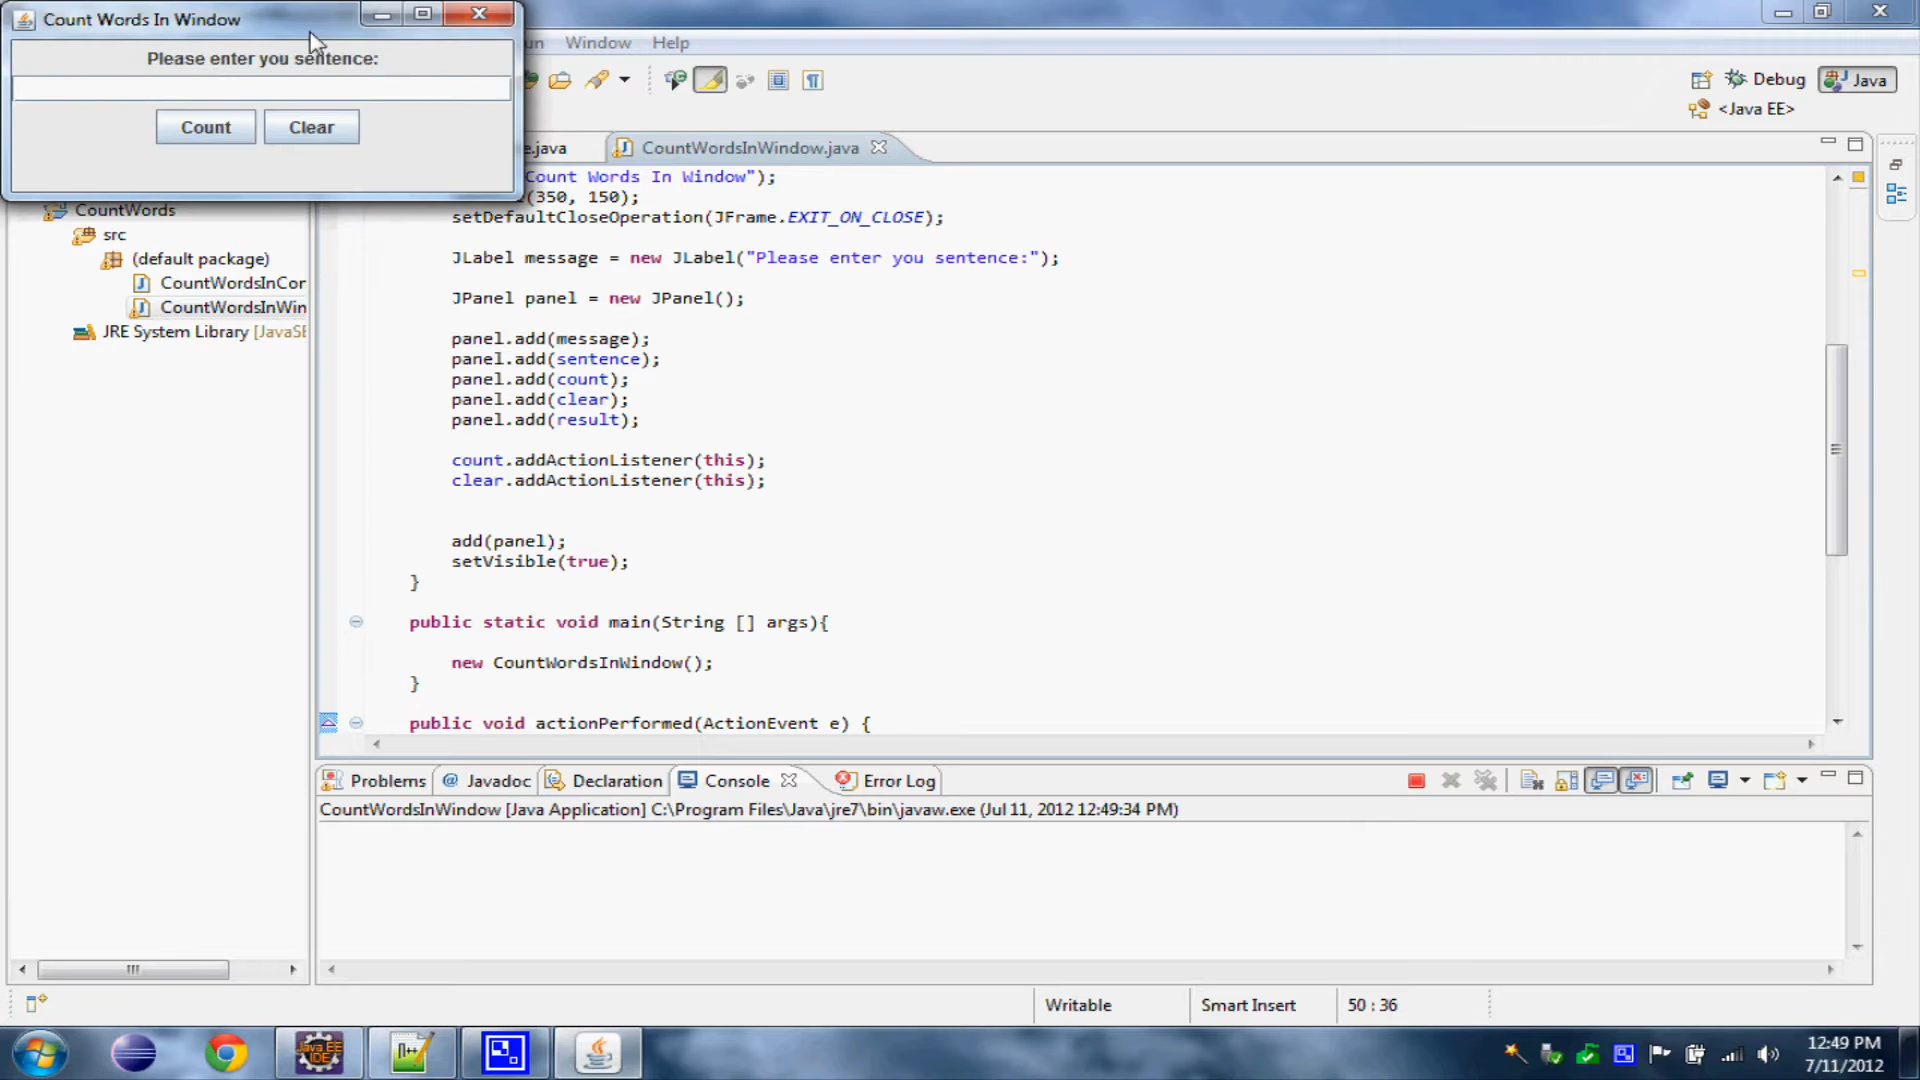 Count Words In Window
Please enter you sentence:
Count Clear
un Window Help
Debug Java
<Java EE>
e.java CountWordsInWindow.java
Count Words In Window");
(350, 150);
setDefaultCloseOperation(JFrame.EXIT_ON_CLOSE);
JLabel message = new JLabel("Please enter you sentence:");
JPanel panel = new JPanel();
panel.add(message);
panel.add(sentence);
panel.add(count);
panel.add(clear);
panel.add(result);
count.addActionListener(this);
clear.addActionListener(this);
add(panel);
setVisible(true);
}
public static void main(String [] args){
new CountWordsInWindow();
}
public void actionPerformed(ActionEvent e) {
CountWords
src
(default package)
CountWordsInCor
CountWordsInWin
JRE System Library [JavaSE
Problems @ Javadoc Declaration Console Error Log
CountWordsInWindow [Java Application] C:\Program Files\Java\jre7\bin\javaw.exe (Jul 11, 2012 12:49:34 PM)
Writable Smart Insert 50 : 36
Java EE
IDE
12:49 PM
7/11/2012